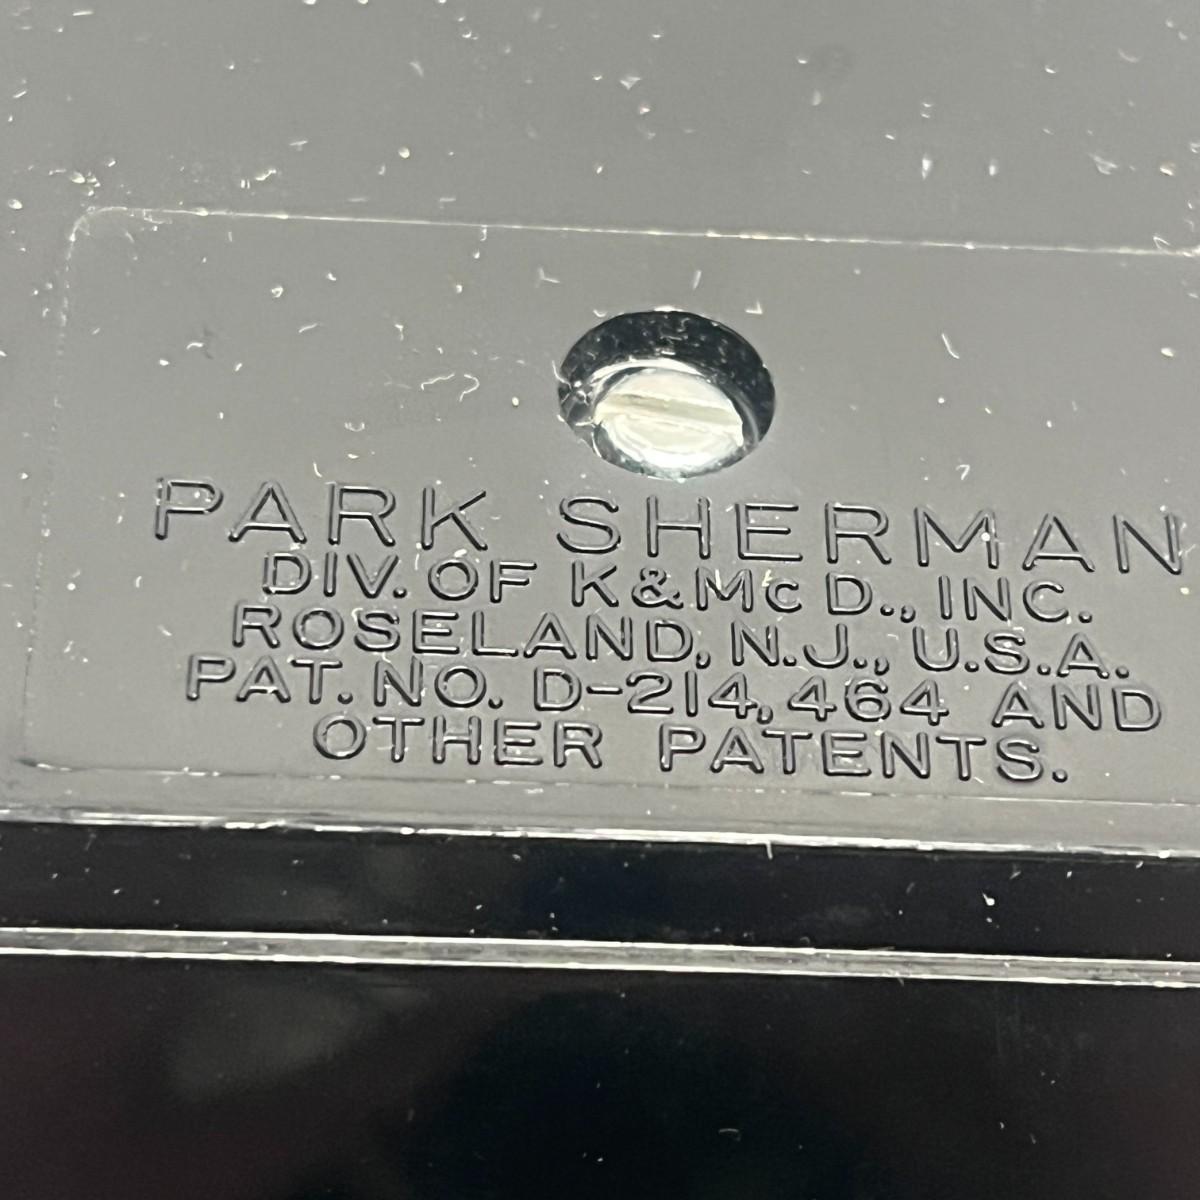 PARK SHERMAN
DIV. OF K & McD., INC.
ROSELAND, N.J., U.S.A.
PAT. NO. D-214,464 AND
OTHER PATENTS.